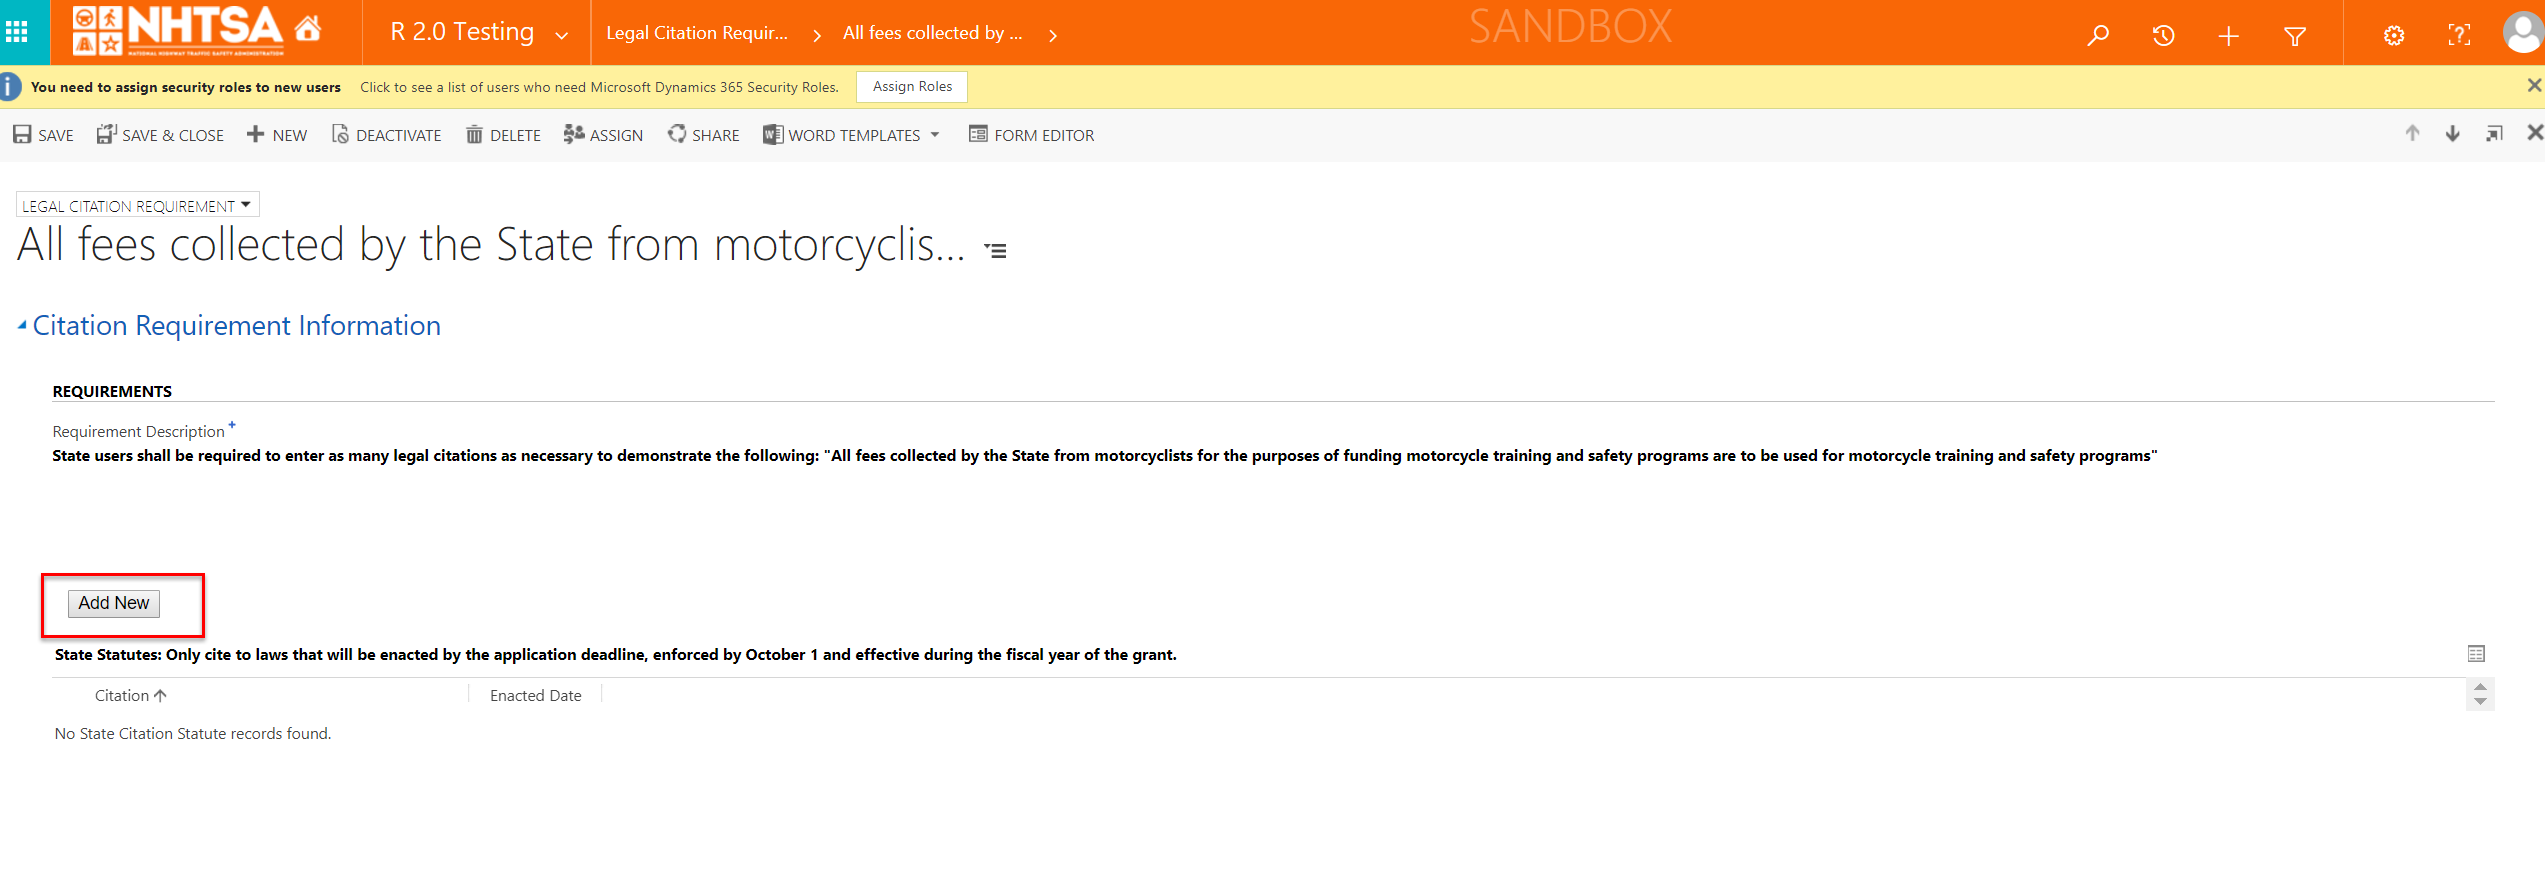 NHTSA
NATIONAL HIGHWAY TRAFFIC SAFETY ADMINISTRATION
R 2.0 Testing
Legal Citation Requir...
All fees collected by ...
SANDBOX
You need to assign security roles to new users
Click to see a list of users who need Microsoft Dynamics 365 Security Roles.
Assign Roles
SAVE
SAVE & CLOSE
NEW
DEACTIVATE
DELETE
ASSIGN
SHARE
WORD TEMPLATES
FORM EDITOR
LEGAL CITATION REQUIREMENT
All fees collected by the State from motorcyclis...
Citation Requirement Information
REQUIREMENTS
Requirement Description +
State users shall be required to enter as many legal citations as necessary to demonstrate the following: "All fees collected by the State from motorcyclists for the purposes of funding motorcycle training and safety programs are to be used for motorcycle training and safety programs"
Add New
State Statutes: Only cite to laws that will be enacted by the application deadline, enforced by October 1 and effective during the fiscal year of the grant.
Citation
Enacted Date
No State Citation Statute records found.